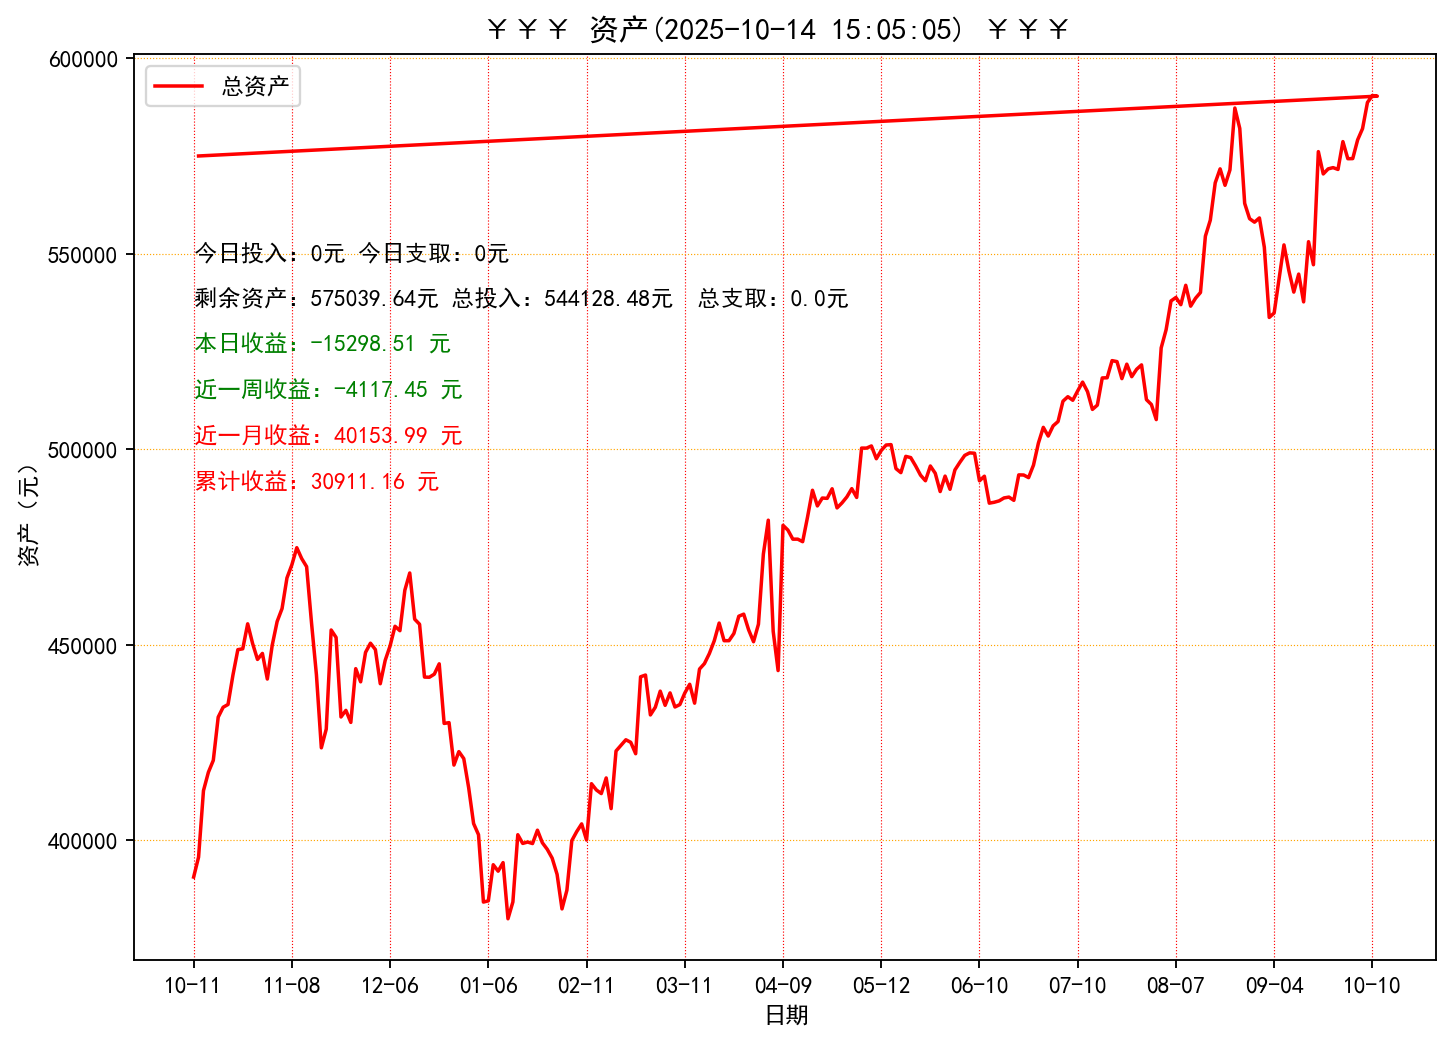 ￥￥￥ 资产(2025-10-14 15:05:05) ￥￥￥
总资产
600000
550000
500000
450000
400000
资产（元）
今日投入：0元 今日支取：0元
剩余资产：575039.64元 总投入：544128.48元  总支取：0.0元
本日收益：-15298.51 元
近一周收益：-4117.45 元
近一月收益：40153.99 元
累计收益：30911.16 元
10-11 11-08 12-06 01-06 02-11 03-11 04-09 05-12 06-10 07-10 08-07 09-04 10-10
日期